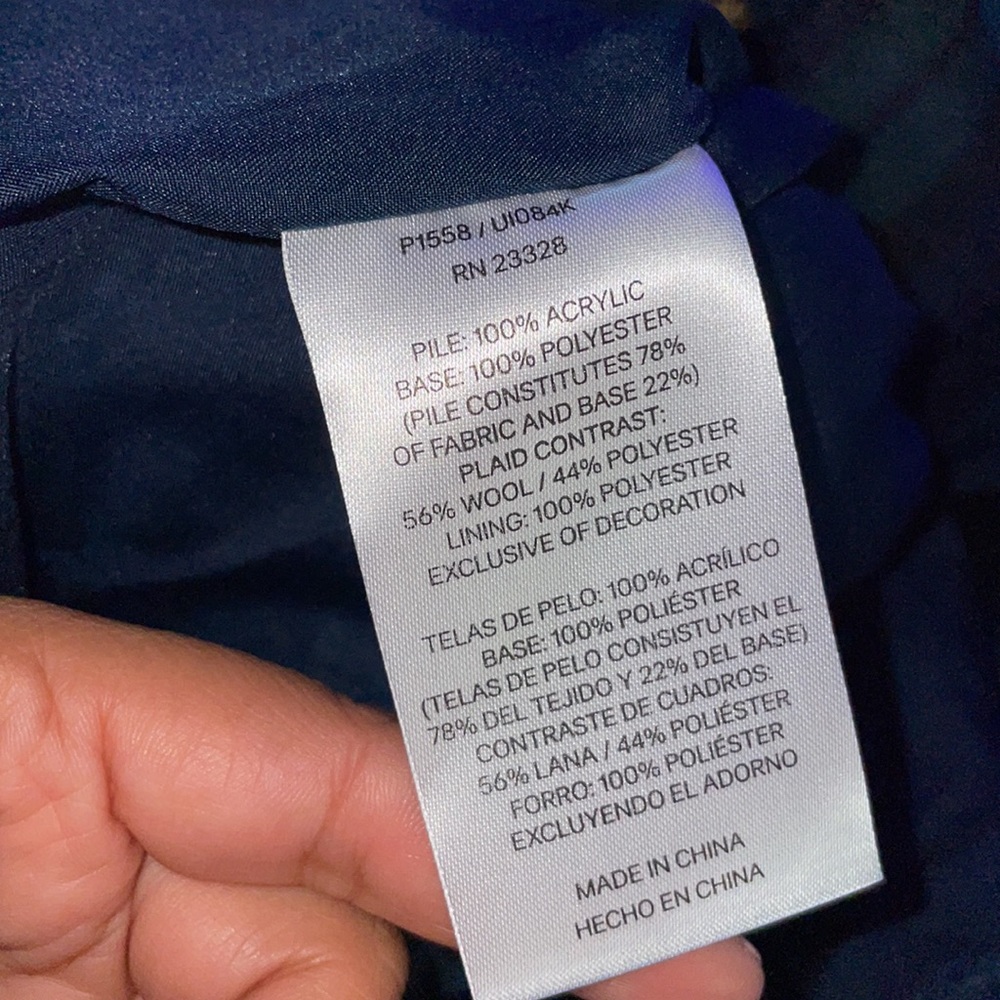 P1558 / UI084K
RN 23328
PILE: 100% ACRYLIC
BASE: 100% POLYESTER
(PILE CONSTITUTES 78%
OF FABRIC AND BASE 22%)
PLAID CONTRAST:
56% WOOL / 44% POLYESTER
LINING: 100% POLYESTER
EXCLUSIVE OF DECORATION
TELAS DE PELO: 100% ACRÍLICO
BASE: 100% POLIÉSTER
(TELAS DE PELO CONSISTUYEN EL
78% DEL TEJIDO Y 22% DEL BASE)
CONTRASTE DE CUADROS:
56% LANA / 44% POLIÉSTER
FORRO: 100% POLIÉSTER
EXCLUYENDO EL ADORNO
MADE IN CHINA
HECHO EN CHINA